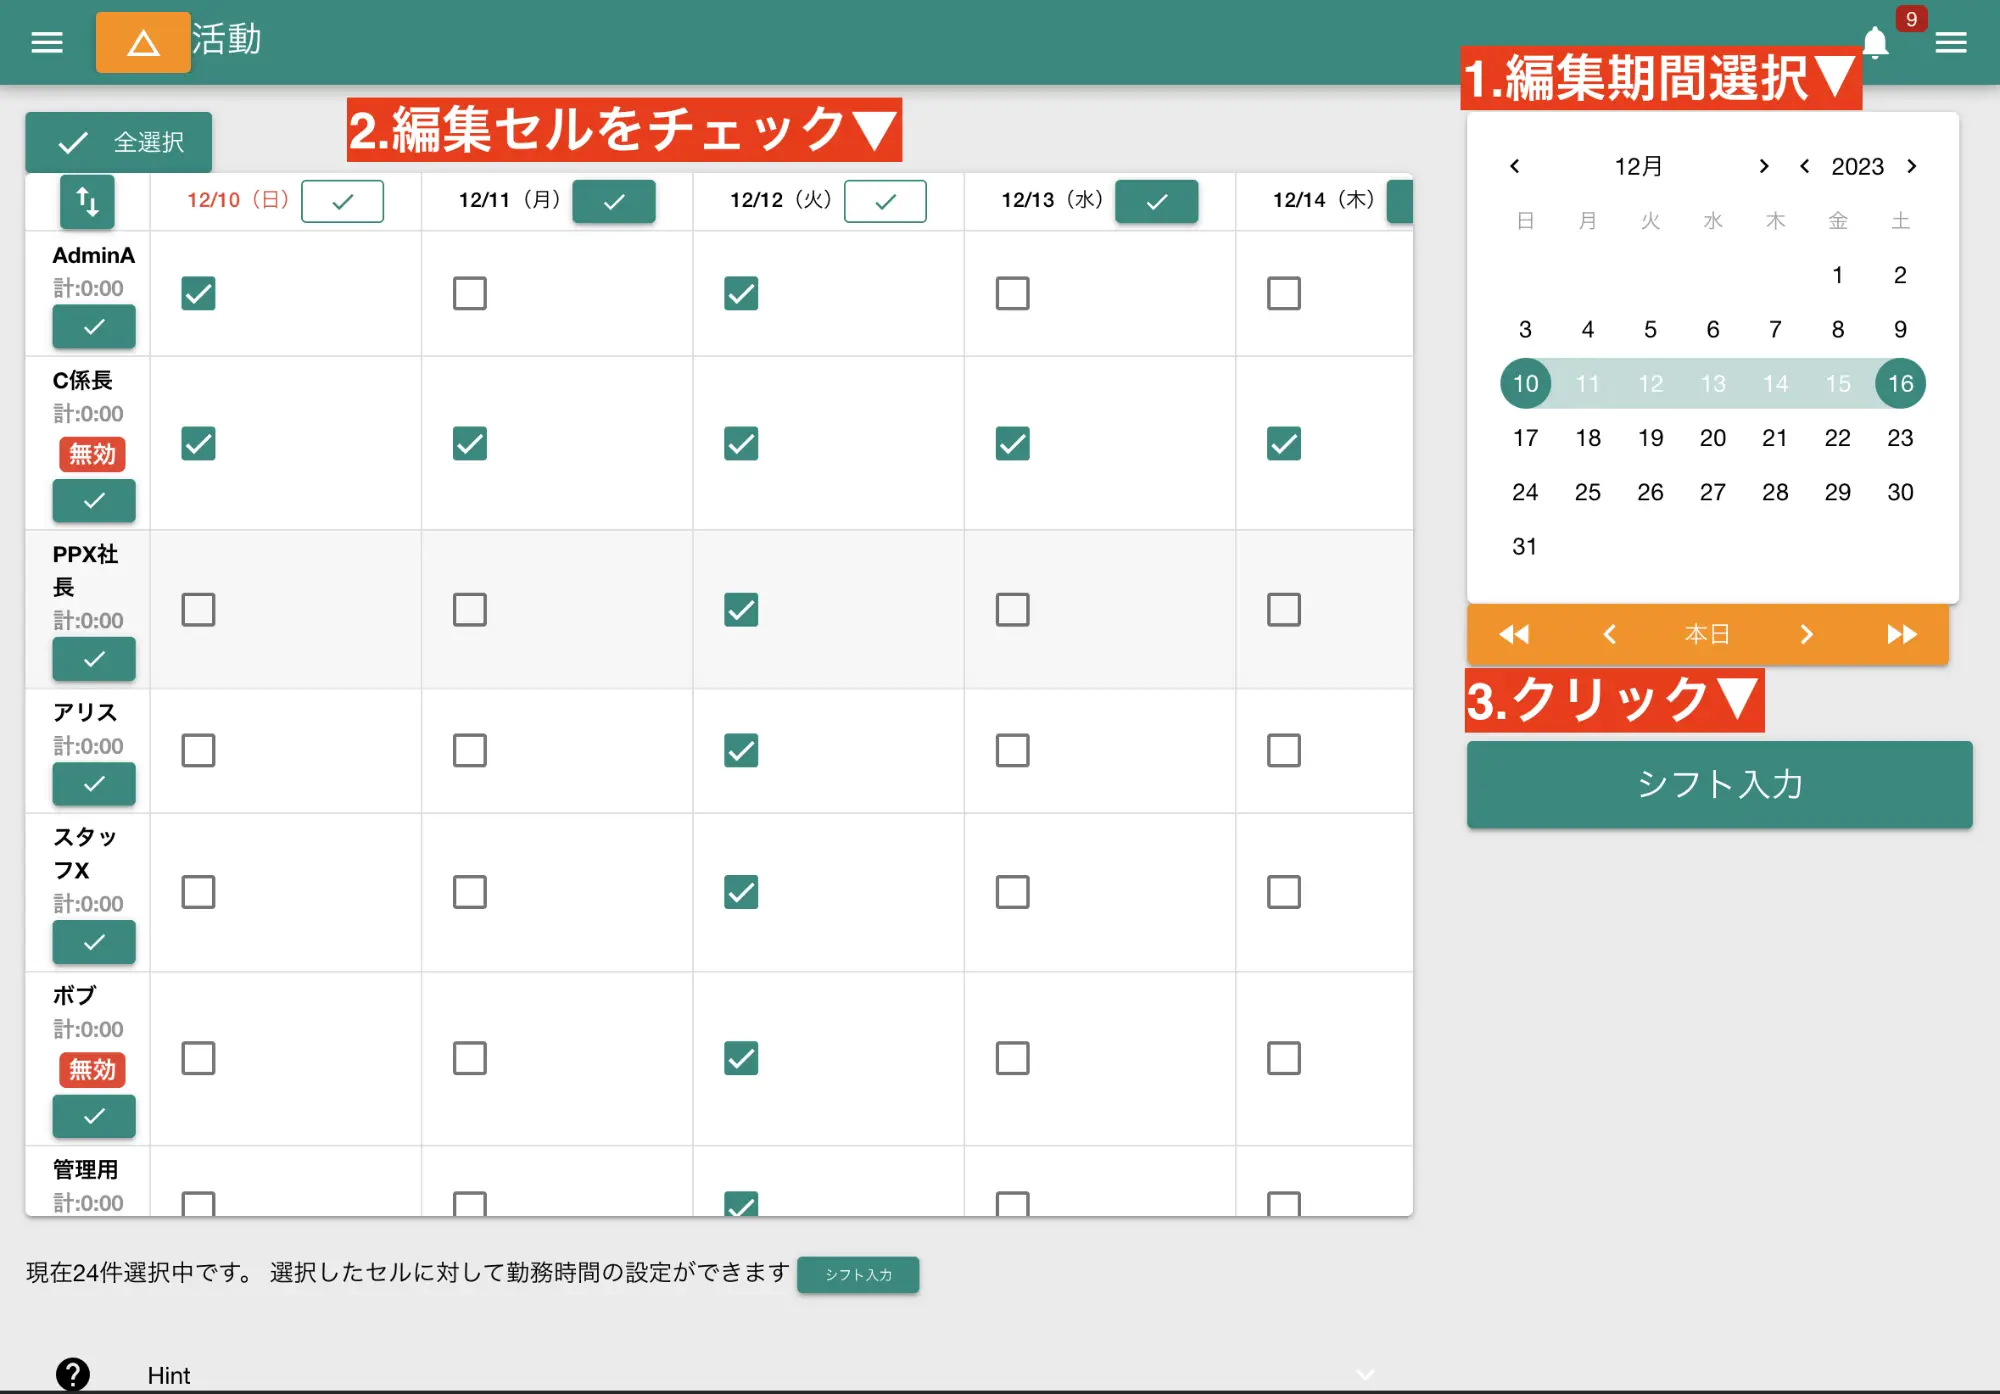 活動
9
1.編集期間選択▼
全選択
2.編集セルをチェック▼
12/10（日）
12/11（月）
12/12（火）
12/13（水）
12/14（木）
AdminA
計:0:00
C係長
計:0:00
無効
PPX社
長
計:0:00
アリス
計:0:00
スタッ
フX
計:0:00
ボブ
計:0:00
無効
管理用
計:0:00
12月 2023
日 月 火 水 木 金 土
1 2
3 4 5 6 7 8 9
10 11 12 13 14 15 16
17 18 19 20 21 22 23
24 25 26 27 28 29 30
31
本日
3.クリック▼
シフト入力
現在24件選択中です。 選択したセルに対して勤務時間の設定ができます シフト入力
? Hint